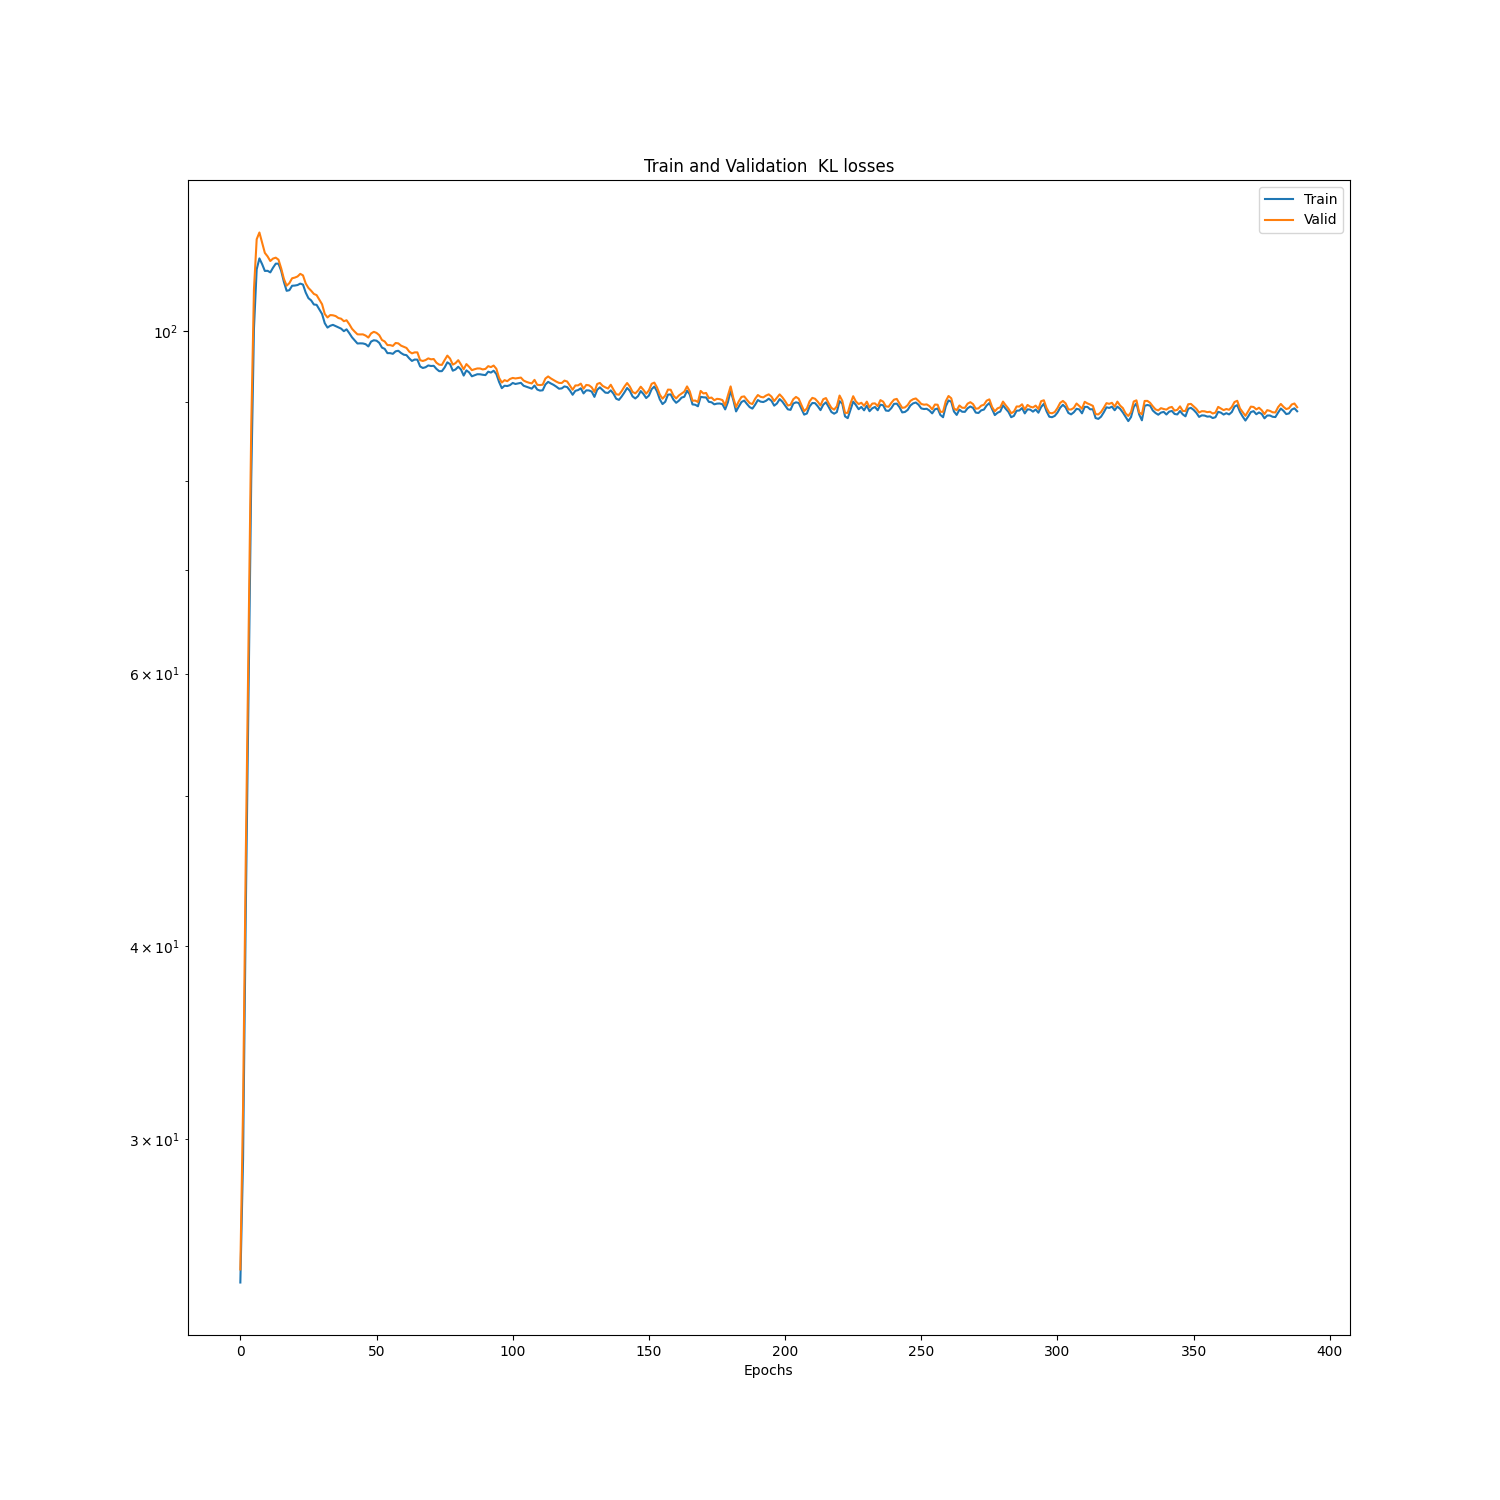 Train and Validation  KL losses
Train
Valid
10²
6 × 10¹
4 × 10¹
3 × 10¹
0 50 100 150 200 250 300 350 400
Epochs